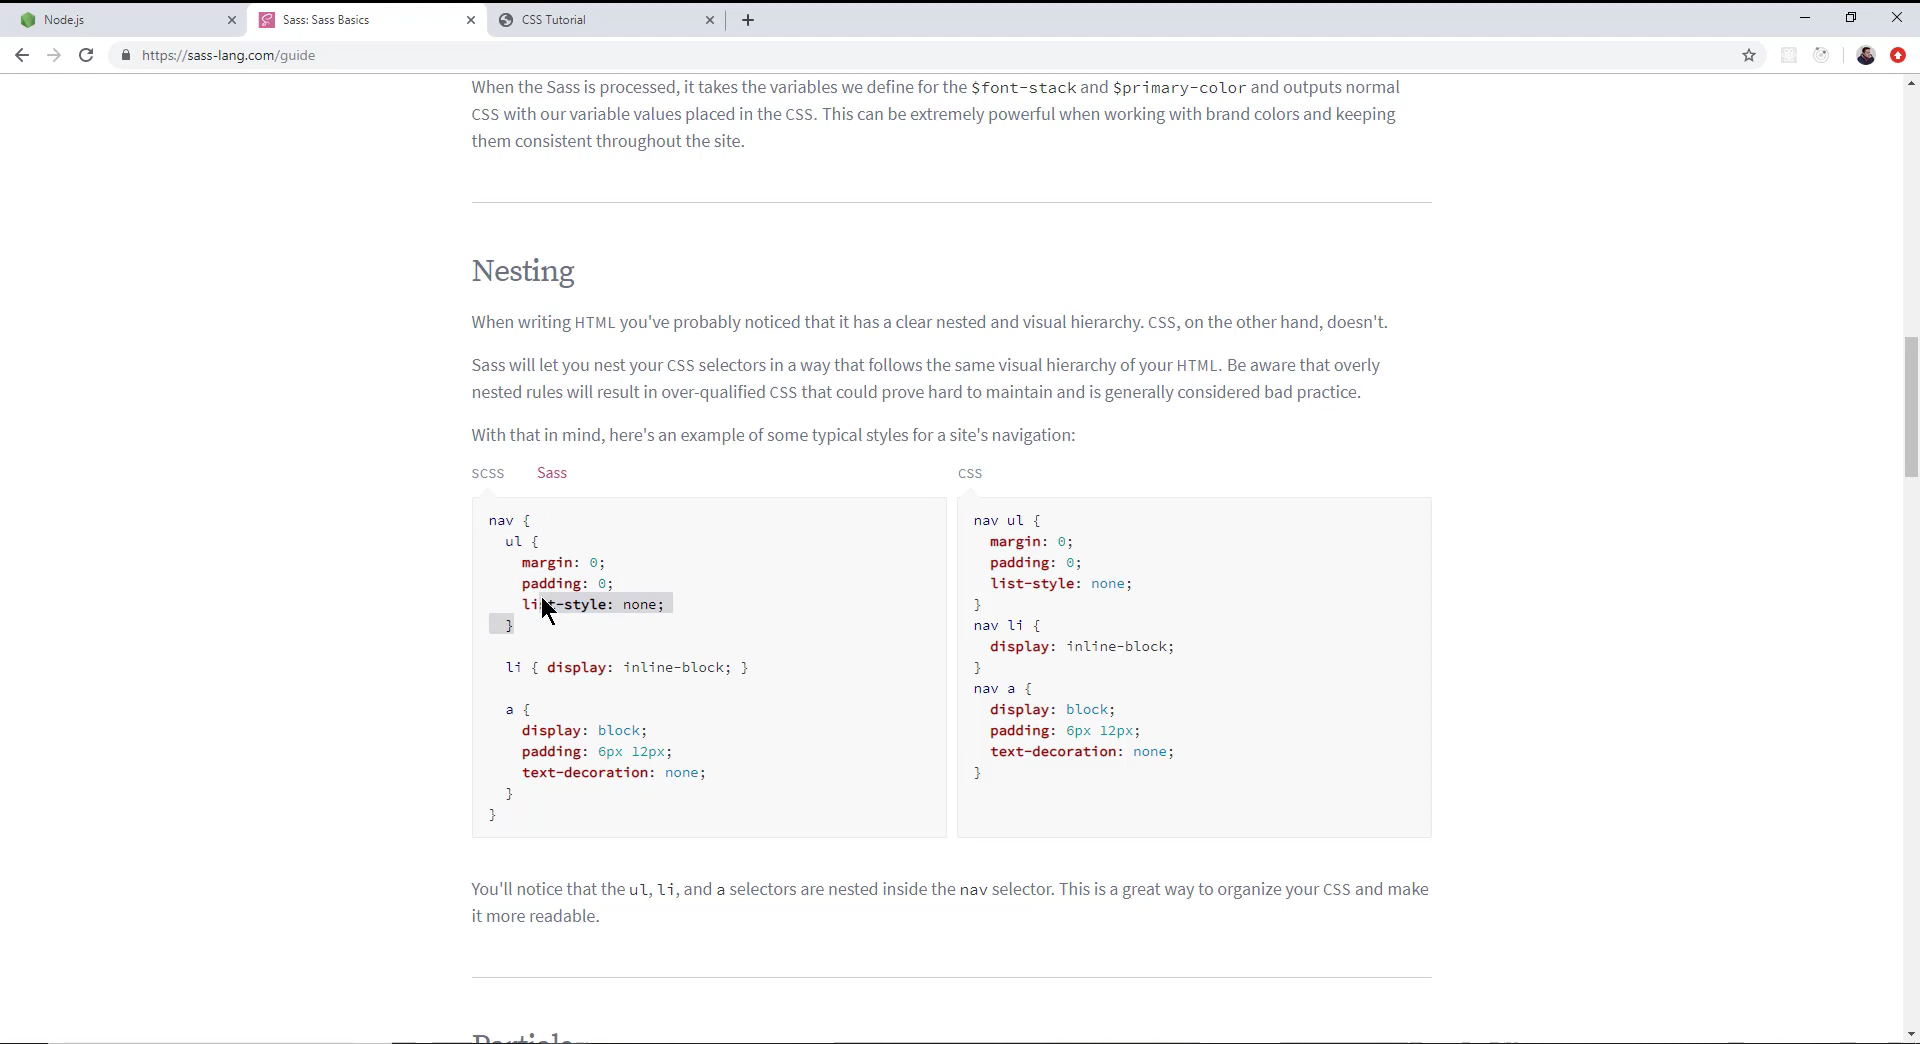 Node.js
Sass: Sass Basics
CSS Tutorial
https://sass-lang.com/guide
When the Sass is processed, it takes the variables we define for the $font-stack and $primary-color and outputs normal
CSS with our variable values placed in the CSS. This can be extremely powerful when working with brand colors and keeping
them consistent throughout the site.
Nesting
When writing HTML you've probably noticed that it has a clear nested and visual hierarchy. CSS, on the other hand, doesn't.
Sass will let you nest your CSS selectors in a way that follows the same visual hierarchy of your HTML. Be aware that overly
nested rules will result in over-qualified CSS that could prove hard to maintain and is generally considered bad practice.
With that in mind, here's an example of some typical styles for a site's navigation:
SCSS Sass
nav {
ul {
margin: 0;
padding: 0;
list-style: none;
}
li { display: inline-block; }
a {
display: block;
padding: 6px 12px;
text-decoration: none;
}
}
CSS
nav ul {
margin: 0;
padding: 0;
list-style: none;
}
nav li {
display: inline-block;
}
nav a {
display: block;
padding: 6px 12px;
text-decoration: none;
}
You'll notice that the ul, li, and a selectors are nested inside the nav selector. This is a great way to organize your CSS and make
it more readable.